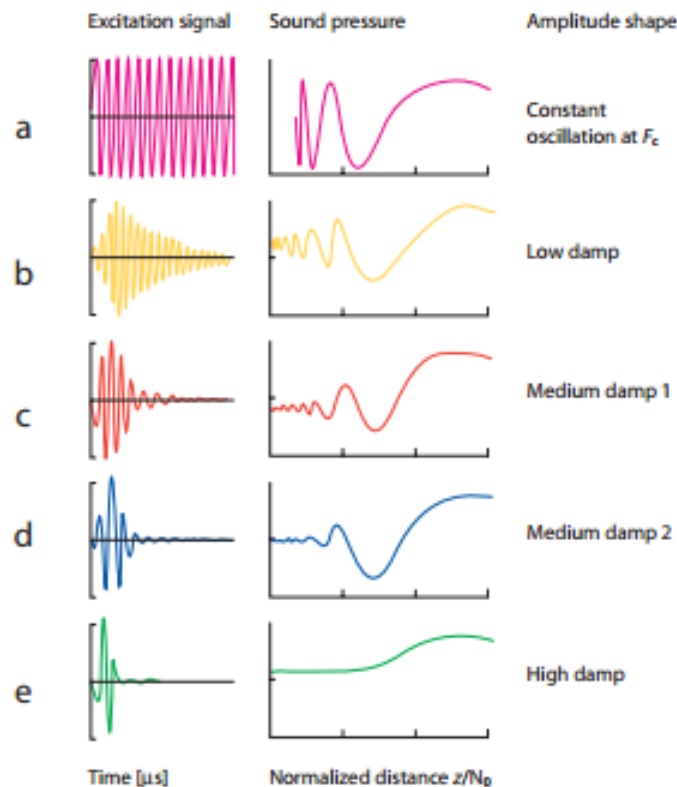 Excitation signal Sound pressure Amplitude shape
a Constant
oscillation at Fc
b Low damp
c Medium damp 1
d Medium damp 2
e High damp
Time [µs] Normalized distance z/Np